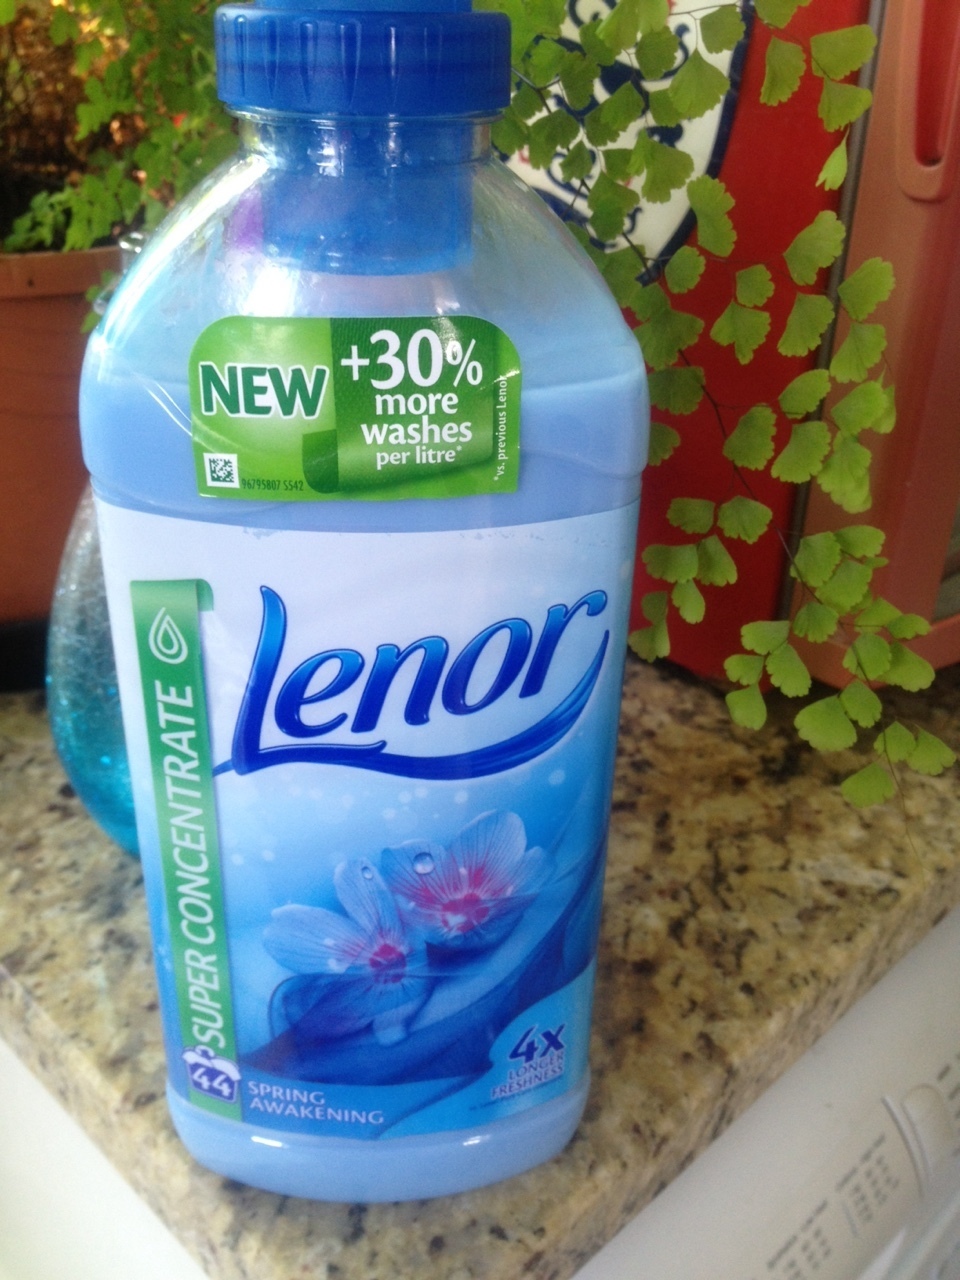 NEW
+30%
more
washes
per litre*
*vs. previous Lenor
96795807 5542
Lenor
SUPER CONCENTRATE
4x
LONGER
FRESHNESS
44
SPRING
AWAKENING